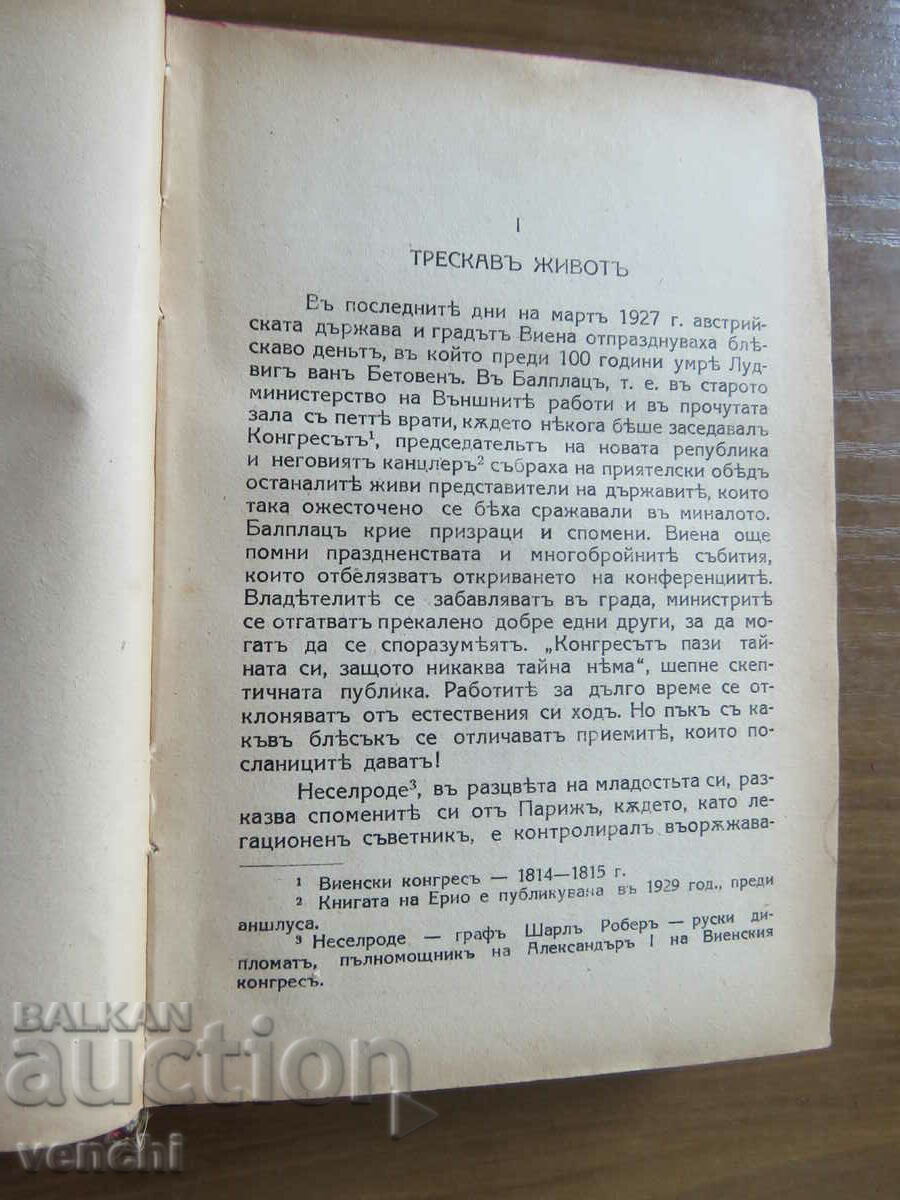 I
ТРЕСКАВЪ ЖИВОТЪ
Въ последнитѣ дни на мартъ 1927 г. австрий-
ската държава и градътъ Виена отпразднуваха блѣ-
скаво деньтъ, въ който преди 100 години умрѣ Луд-
вигъ ванъ Бетовенъ. Въ Балплацъ, т. е. въ старото
министерство на Външнитѣ работи и въ прочутата
зала съ петтѣ врати, кѫдето нѣкога бѣше заседавалъ
Конгресътъ¹, председательтъ на новата република
и неговиятъ канцлеръ² събраха на приятелски обѣдъ
останалитѣ живи представители на държавитѣ, които
така ожесточено се бѣха сражавали въ миналото.
Балплацъ крие призраци и спомени. Виена още
помни празднествата и многобройнитѣ събития,
които отбелязватъ откриването на конференциитѣ.
Владѣтелитѣ се забавляватъ въ града, министритѣ
се отгатватъ прекалено добре едни други, за да мо-
гатъ да се споразумѣятъ. „Конгресътъ пази тай-
ната си, защото никаква тайна нѣма“, шепне скеп-
тичната публика. Работитѣ за дълго време се от-
клоняватъ отъ естествения си ходъ. Но пъкъ съ ка-
къвъ блѣсъкъ се отличаватъ приемитѣ, които по-
сланицитѣ даватъ!
Неселроде³, въ разцвѣта на младостьта си, раз-
казва споменитѣ си отъ Парижъ, кѫдето, като ле-
гационенъ съветникъ, е контролиралъ въорѫжава-
¹ Виенски конгресъ — 1814—1815 г.
² Книгата на Ерио е публикувана въ 1929 год., преди
аншлуса.
³ Неселроде — графъ Шарлъ Роберъ — руски ди-
пломатъ, пълномощникъ на Александъръ I на Виенския
конгресъ.
BALKAN
auction
venchi